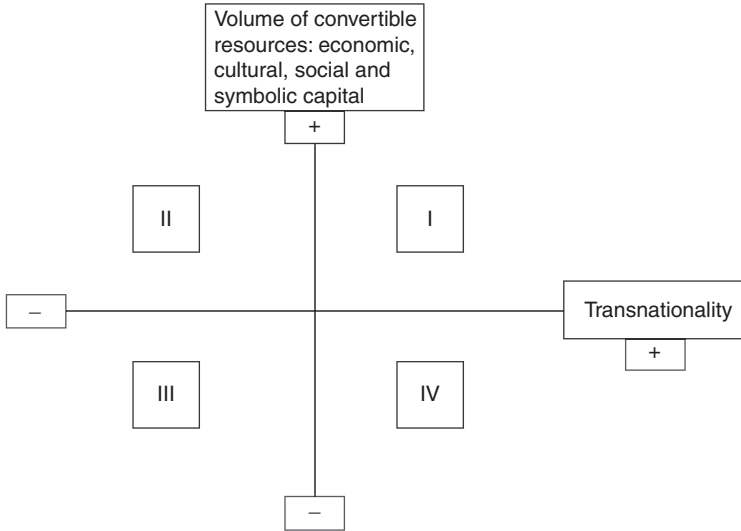 Volume of convertible
resources: economic,
cultural, social and
symbolic capital
+
II
I
–
Transnationality
+
III
IV
–